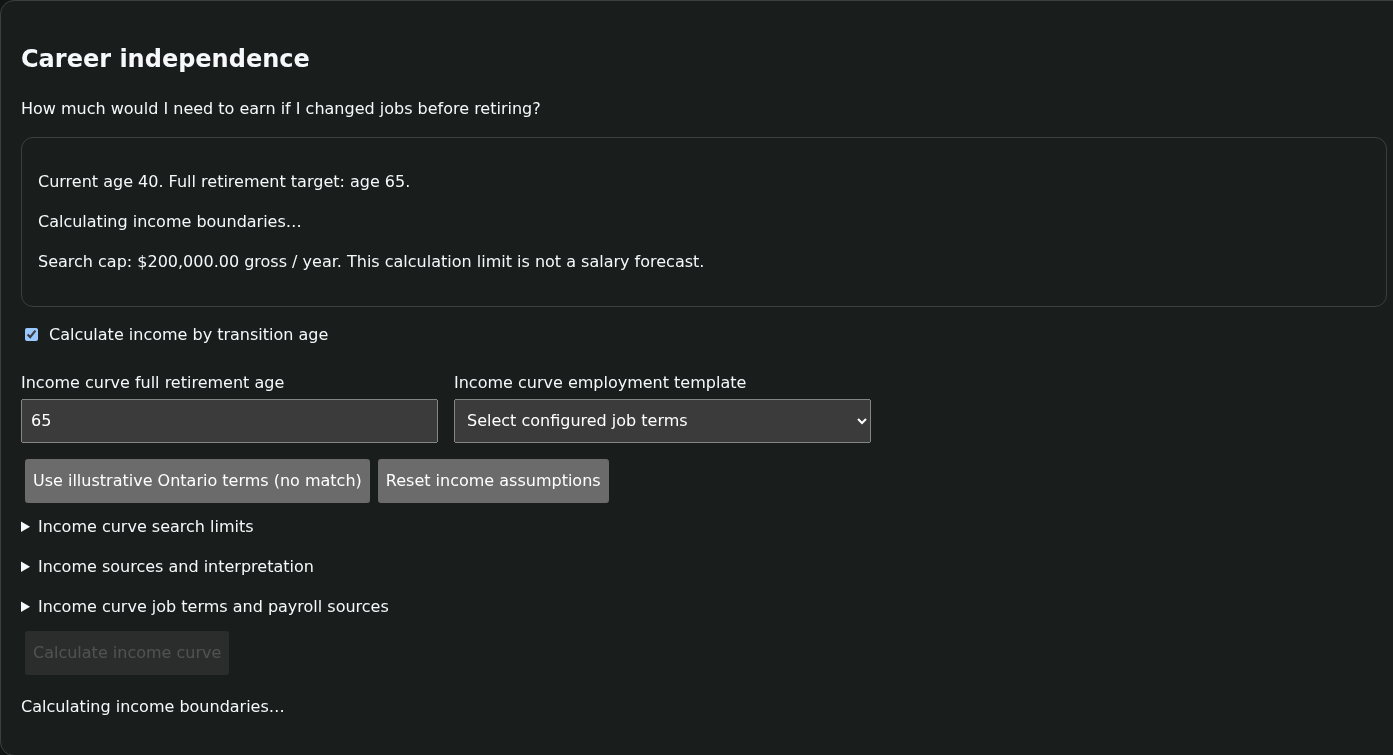 Career independence
How much would I need to earn if I changed jobs before retiring?
Current age 40. Full retirement target: age 65.
Calculating income boundaries…
Search cap: $200,000.00 gross / year. This calculation limit is not a salary forecast.
Calculate income by transition age
Income curve full retirement age
Income curve employment template
65
Select configured job terms
Use illustrative Ontario terms (no match)
Reset income assumptions
Income curve search limits
Income sources and interpretation
Income curve job terms and payroll sources
Calculate income curve
Calculating income boundaries…